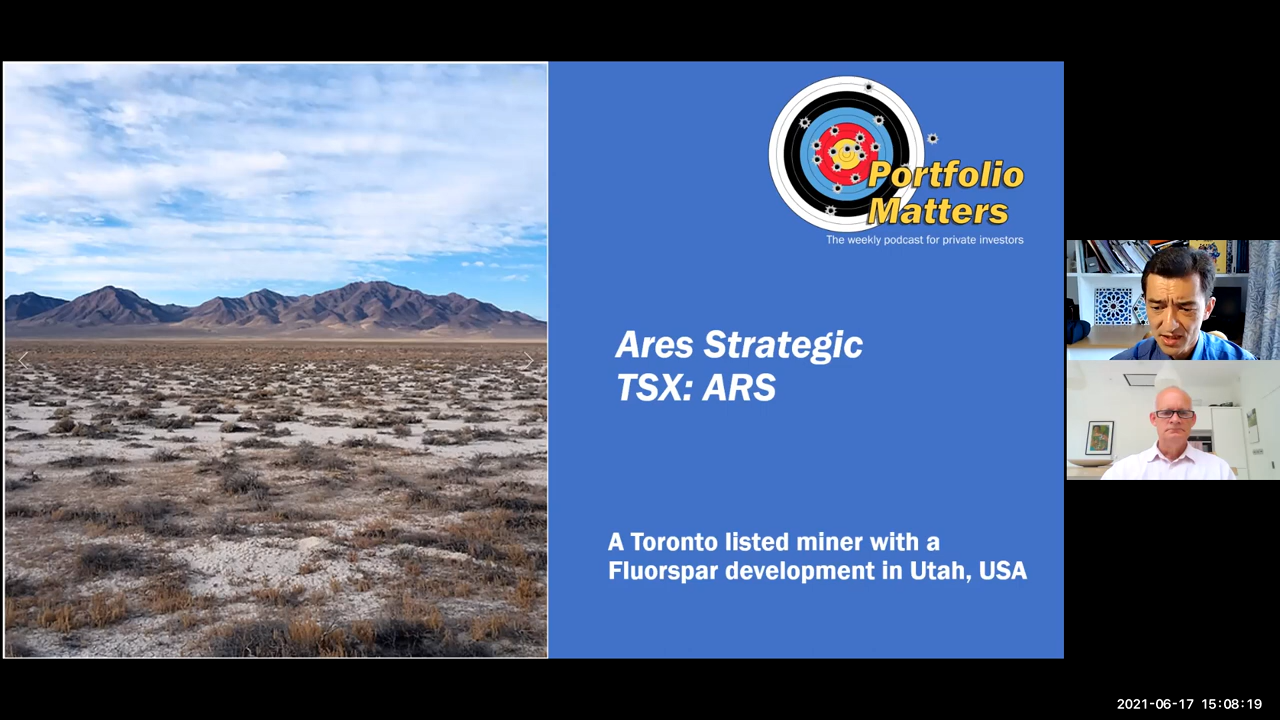 Portfolio
Matters
The weekly podcast for private investors
Ares Strategic
TSX: ARS
A Toronto listed miner with a
Fluorspar development in Utah, USA
2021-06-17 15:08:19